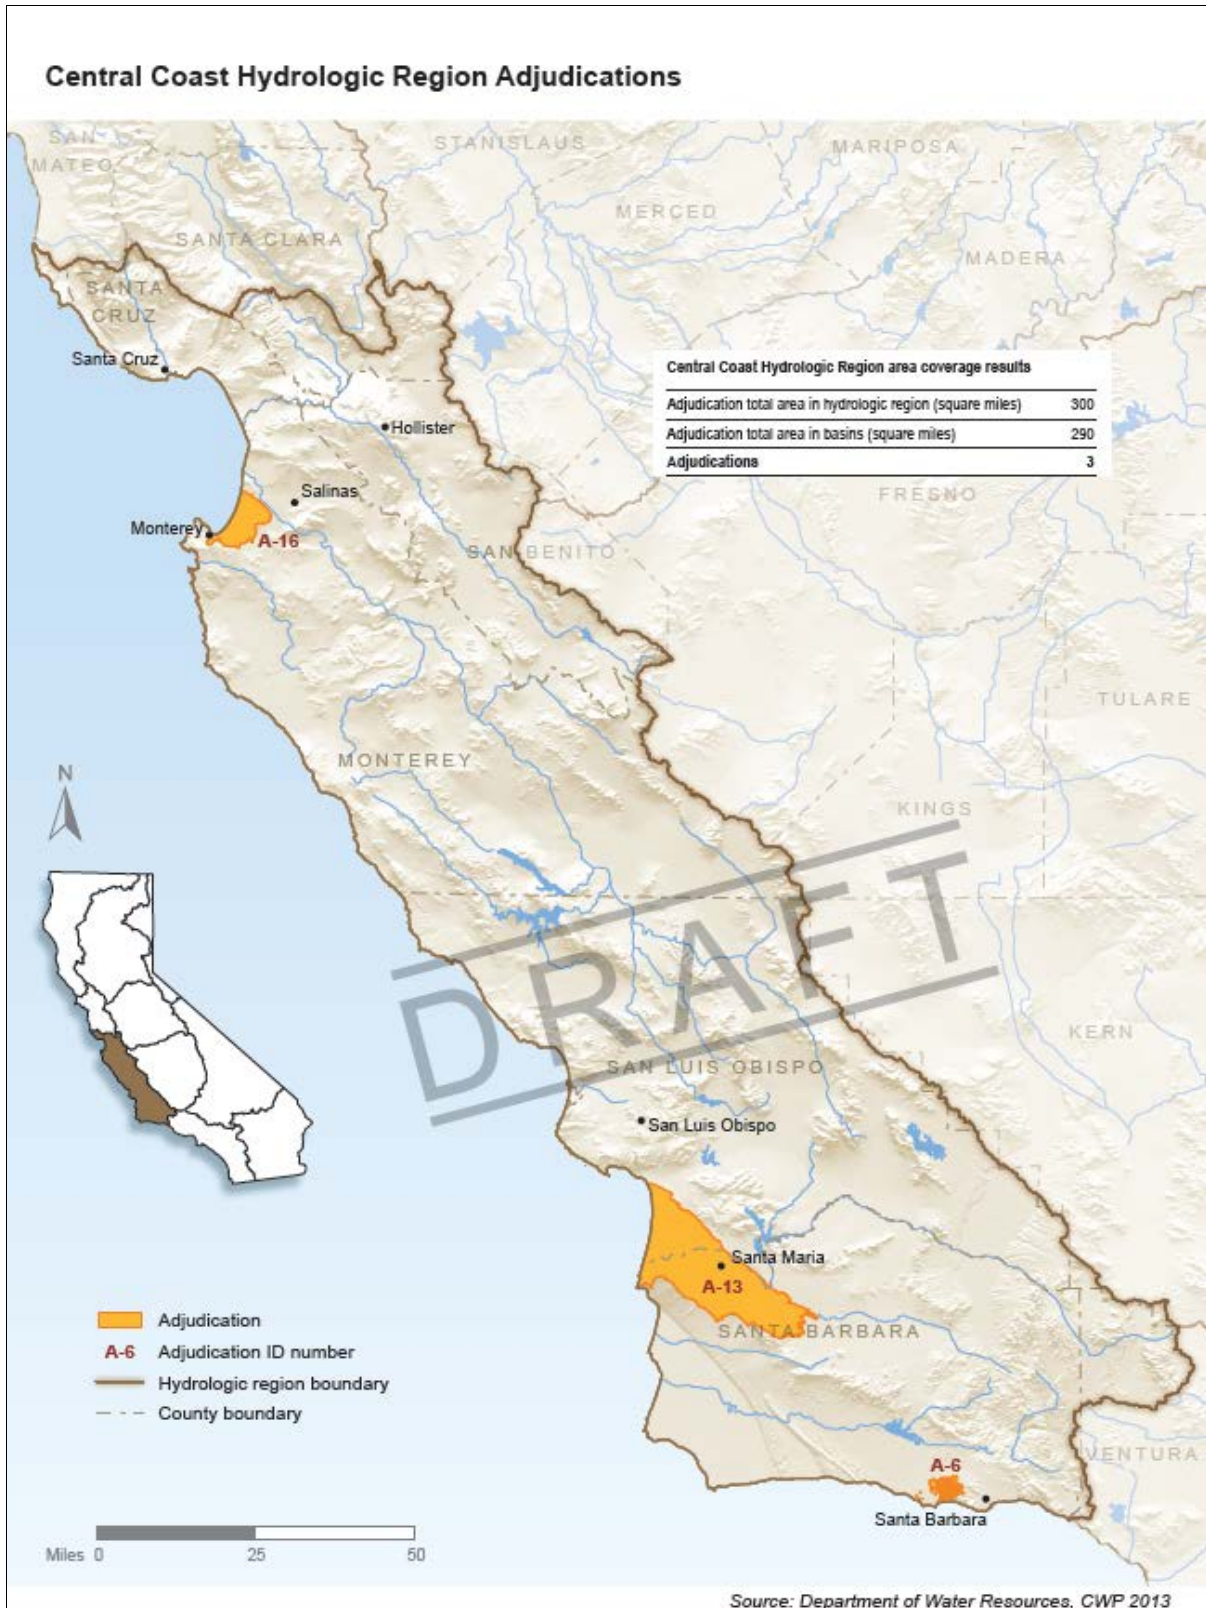 Central Coast Hydrologic Region Adjudications
SAN
MATEO
STANISLAUS
MARIPOSA
MERCED
SANTA CLARA
MADERA
SANTA
CRUZ
Santa Cruz
Central Coast Hydrologic Region area coverage results
Adjudication total area in hydrologic region (square miles) 300
Adjudication total area in basins (square miles) 290
Adjudications 3
Hollister
Salinas
FRESNO
Monterey
A-16
SAN BENITO
TULARE
MONTEREY
N
KINGS
DRAFT
KERN
SAN LUIS OBISPO
San Luis Obispo
Santa Maria
A-13
SANTA BARBARA
Adjudication
A-6 Adjudication ID number
Hydrologic region boundary
County boundary
VENTURA
A-6
Santa Barbara
Miles 0 25 50
Source: Department of Water Resources, CWP 2013